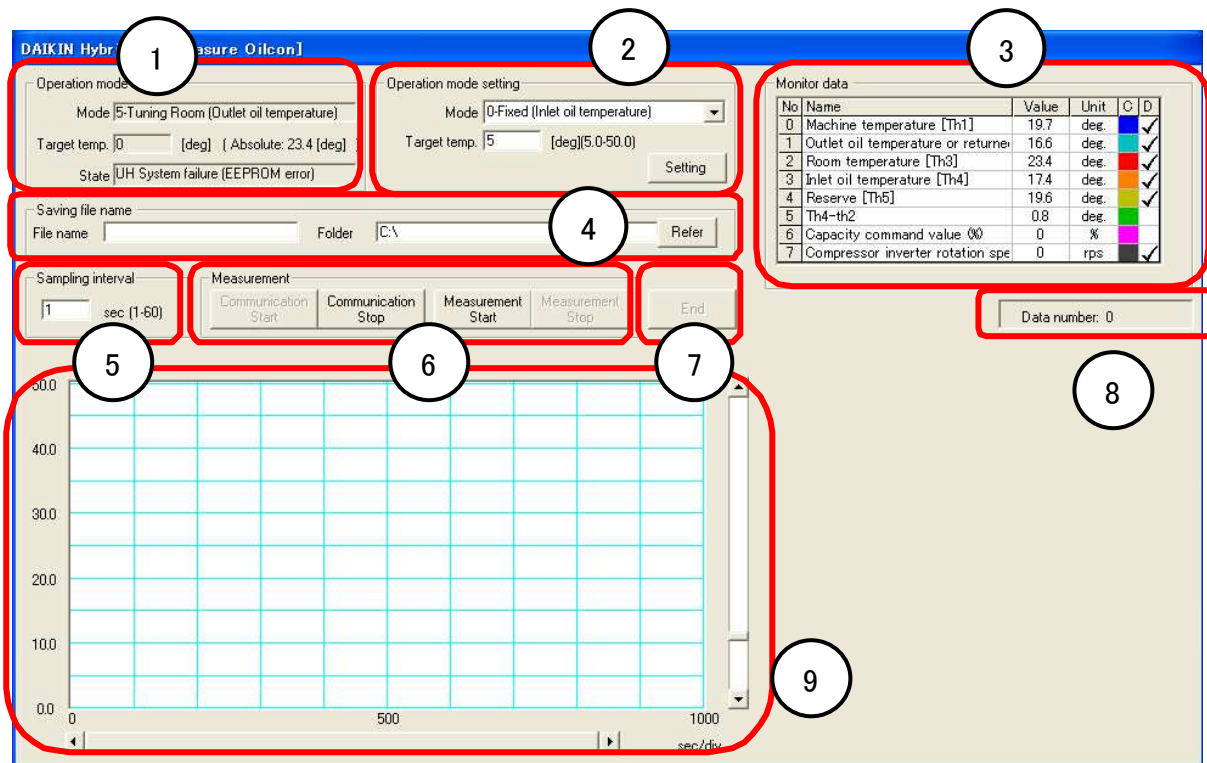 DAIKIN Hybri asure Oilcon]
1
2
3
Operation mode
Mode 5-Tuning Room (Outlet oil temperature)
Target temp. 0 [deg] ( Absolute: 23.4 [deg] )
State UH System failure (EEPROM error)
Operation mode setting
Mode 0-Fixed (Inlet oil temperature)
Target temp. 5 [deg](5.0-50.0)
Setting
Monitor data
No Name Value Unit C D
0 Machine temperature [Th1] 19.7 deg.
1 Outlet oil temperature or returne 16.6 deg.
2 Room temperature [Th3] 23.4 deg.
3 Inlet oil temperature [Th4] 17.4 deg.
4 Reserve [Th5] 19.6 deg.
5 Th4-th2 0.8 deg.
6 Capacity command value (%) 0 %
7 Compressor inverter rotation spe 0 rps
Saving file name
File name Folder C:\ Refer
4
Sampling interval
1 sec (1-60)
5
Measurement
Communication Start
Communication Stop
Measurement Start
Measurement Stop
6
End
7
Data number: 0
8
50.0
40.0
30.0
20.0
10.0
0.0
0 500 1000
sec/div
9